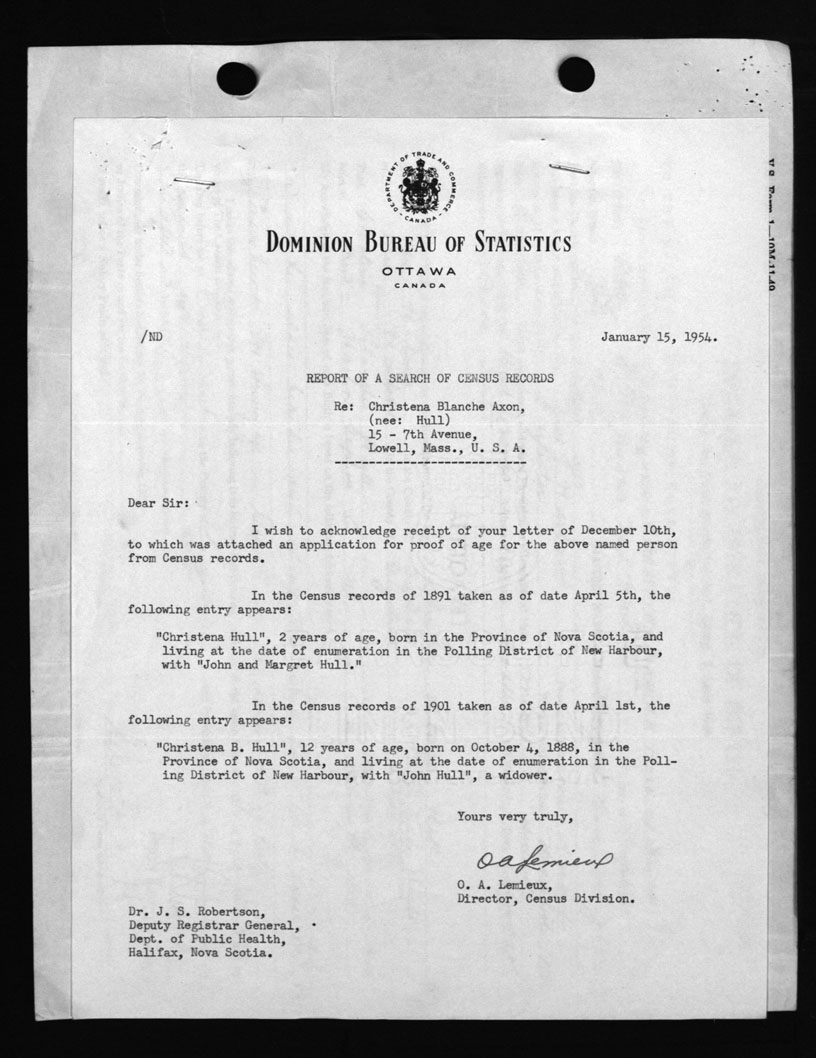 DEPARTMENT OF TRADE AND COMMERCE
- CANADA -
DOMINION BUREAU OF STATISTICS
OTTAWA
CANADA
/ND January 15, 1954.
REPORT OF A SEARCH OF CENSUS RECORDS
Re: Christena Blanche Axon,
(nee: Hull)
15 - 7th Avenue,
Lowell, Mass., U. S. A.
---------------------------
Dear Sir:
I wish to acknowledge receipt of your letter of December 10th,
to which was attached an application for proof of age for the above named person
from Census records.
In the Census records of 1891 taken as of date April 5th, the
following entry appears:
"Christena Hull", 2 years of age, born in the Province of Nova Scotia, and
living at the date of enumeration in the Polling District of New Harbour,
with "John and Margret Hull."
In the Census records of 1901 taken as of date April 1st, the
following entry appears:
"Christena B. Hull", 12 years of age, born on October 4, 1888, in the
Province of Nova Scotia, and living at the date of enumeration in the Poll-
ing District of New Harbour, with "John Hull", a widower.
Yours very truly,
O A Lemieux
O. A. Lemieux,
Director, Census Division.
Dr. J. S. Robertson,
Deputy Registrar General,
Dept. of Public Health,
Halifax, Nova Scotia.